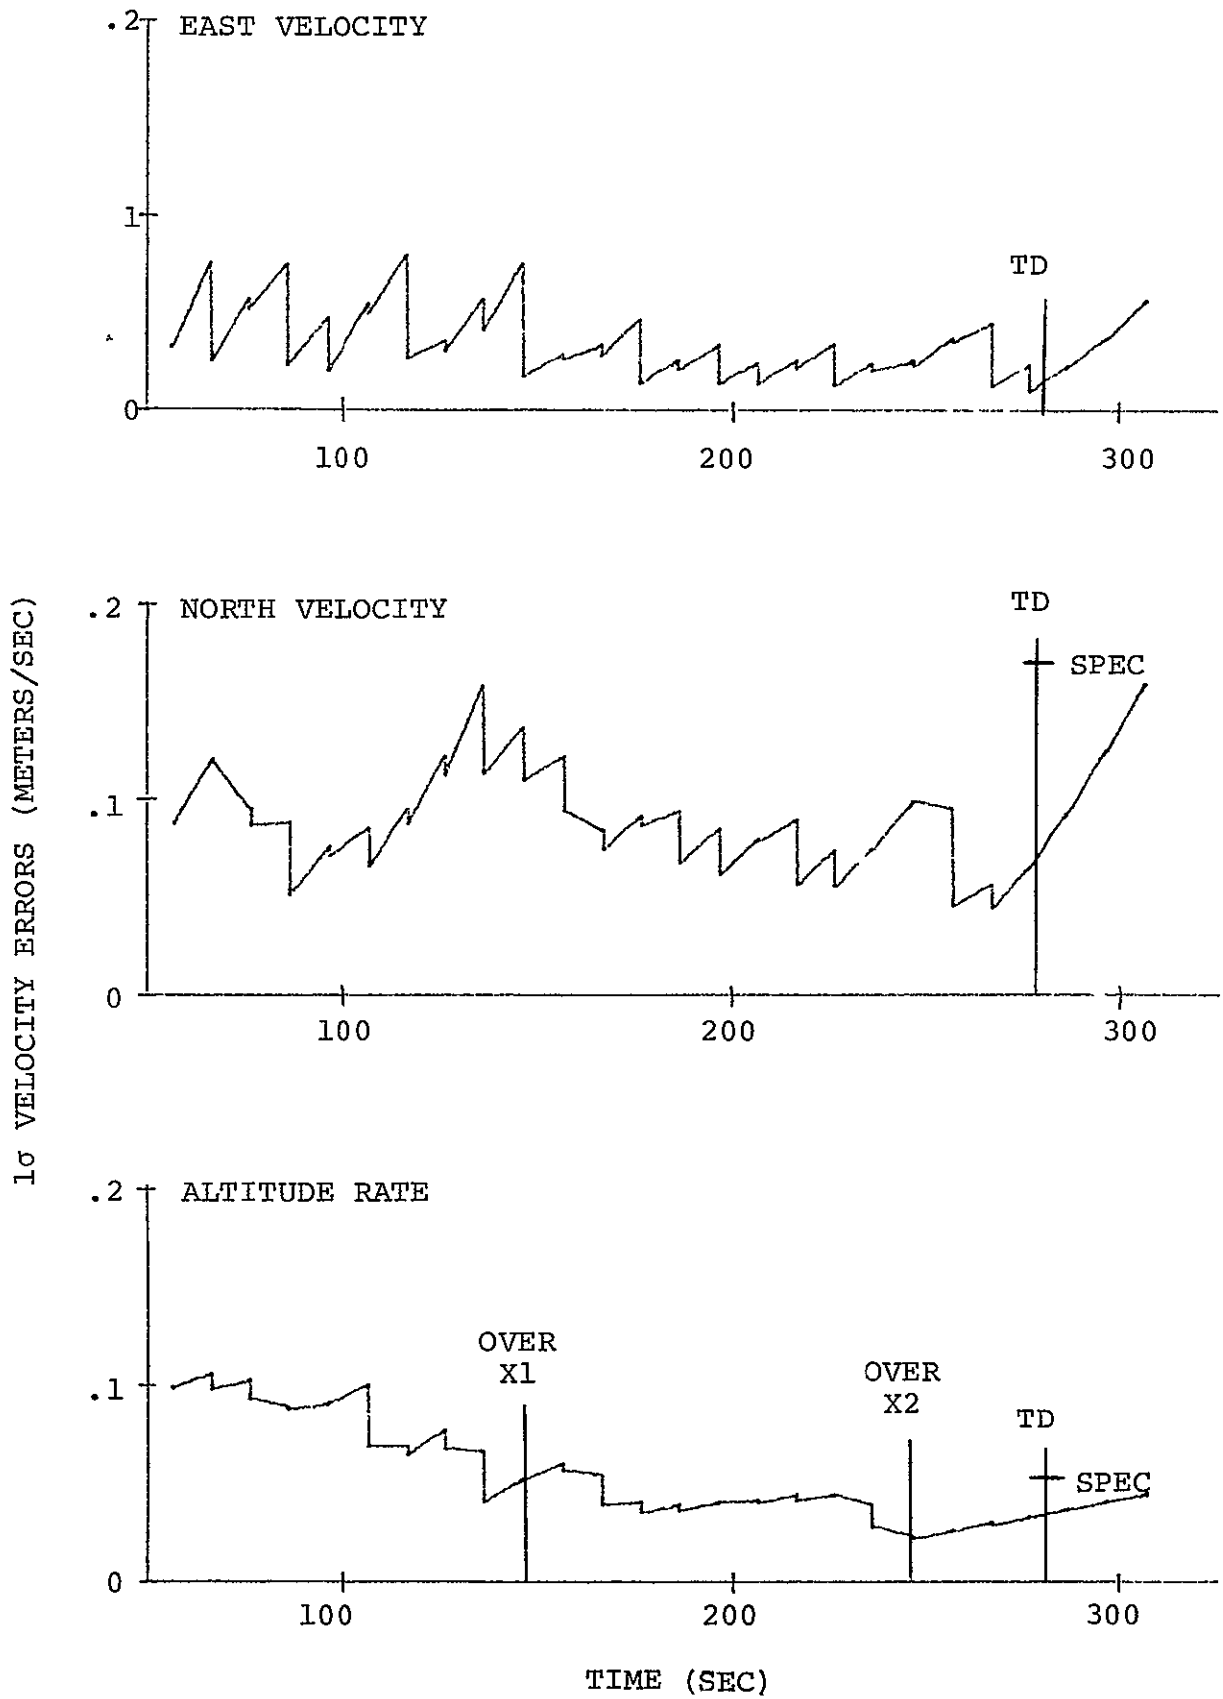 .2 EAST VELOCITY
1
TD
0
100 200 300
1σ VELOCITY ERRORS (METERS/SEC)
.2 NORTH VELOCITY
TD
SPEC
.1
0
100 200 300
.2 ALTITUDE RATE
OVER
X1
OVER
X2
.1
TD
SPEC
0
100 200 300
TIME (SEC)